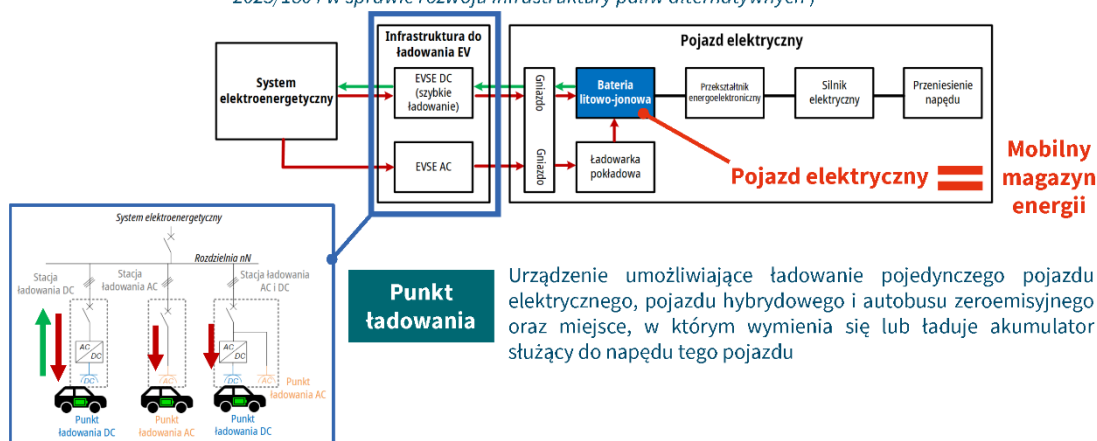 2023/1804 w sprawie rozwoju infrastruktury paliw alternatywnych",
Infrastruktura do
ładowania EV
Pojazd elektryczny
System
elektroenergetyczny
EVSE DC
(szybkie
ładowanie)
Gniazdo
Bateria
litowo-jonowa
Przekształtnik
energoelektroniczny
Silnik
elektryczny
Przeniesienie
napędu
EVSE AC
Gniazdo
Ładowarka
pokładowa
Pojazd elektryczny
Mobilny
magazyn
energii
System elektroenergetyczny
Rozdzielnia nN
Stacja
ładowania DC
Stacja
ładowania AC
Stacja ładowania
AC i DC
AC
DC
AC
DC
DC
AC
DC
AC
Punkt
ładowania AC
Punkt
ładowania DC
Punkt
ładowania AC
Punkt
ładowania DC
Punkt
ładowania
Urządzenie umożliwiające ładowanie pojedynczego pojazdu
elektrycznego, pojazdu hybrydowego i autobusu zeroemisyjnego
oraz miejsce, w którym wymienia się lub ładuje akumulator
służący do napędu tego pojazdu